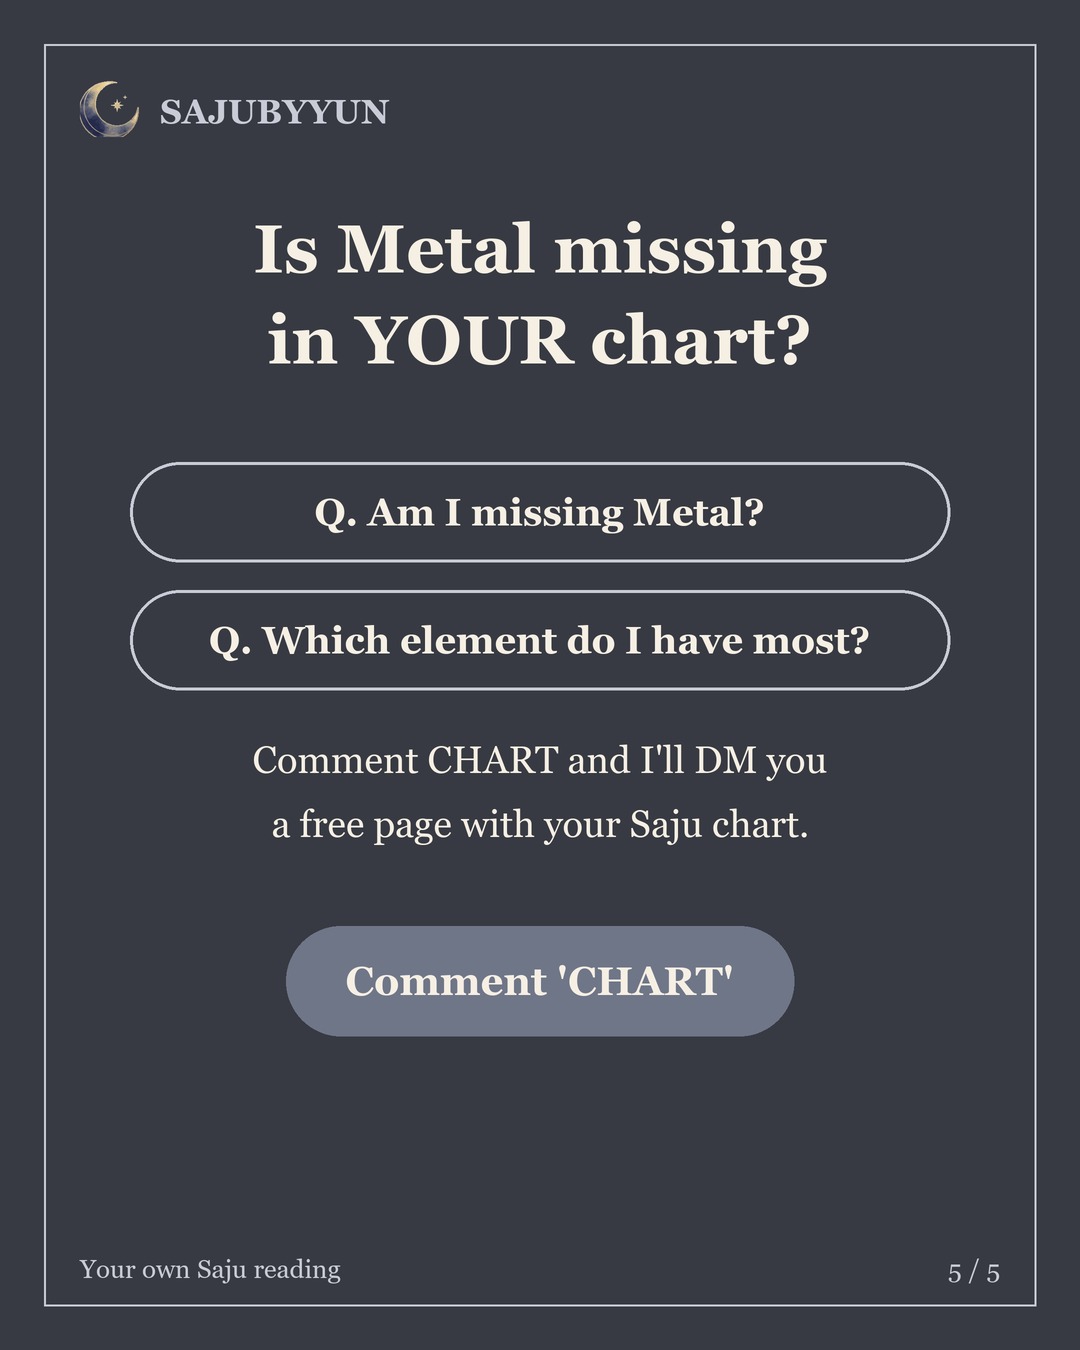 SAJUBYYUN
Is Metal missing
in YOUR chart?
Q. Am I missing Metal?
Q. Which element do I have most?
Comment CHART and I'll DM you
a free page with your Saju chart.
Comment 'CHART'
Your own Saju reading
5 / 5